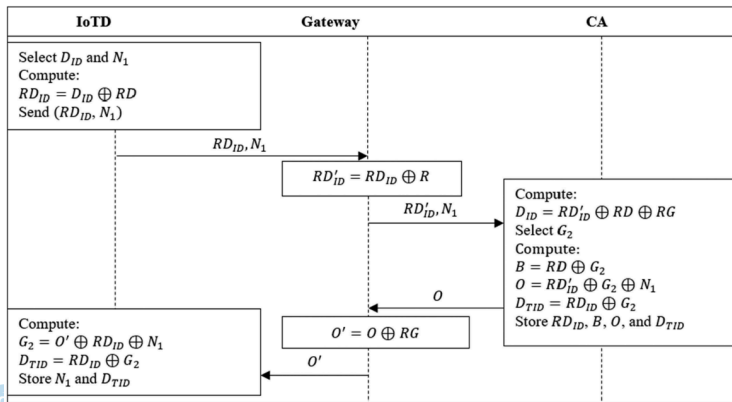 IoTD Gateway CA
Select D_ID and N_1
Compute:
RD_ID = D_ID ⊕ RD
Send (RD_ID, N_1)
RD_ID, N_1
RD'_ID = RD_ID ⊕ R
RD'_ID, N_1
Compute:
D_ID = RD'_ID ⊕ RD ⊕ RG
Select G_2
Compute:
B = RD ⊕ G_2
O = RD'_ID ⊕ G_2 ⊕ N_1
D_TID = RD_ID ⊕ G_2
Store RD_ID, B, O, and D_TID
O
O' = O ⊕ RG
O'
Compute:
G_2 = O' ⊕ RD_ID ⊕ N_1
D_TID = RD_ID ⊕ G_2
Store N_1 and D_TID